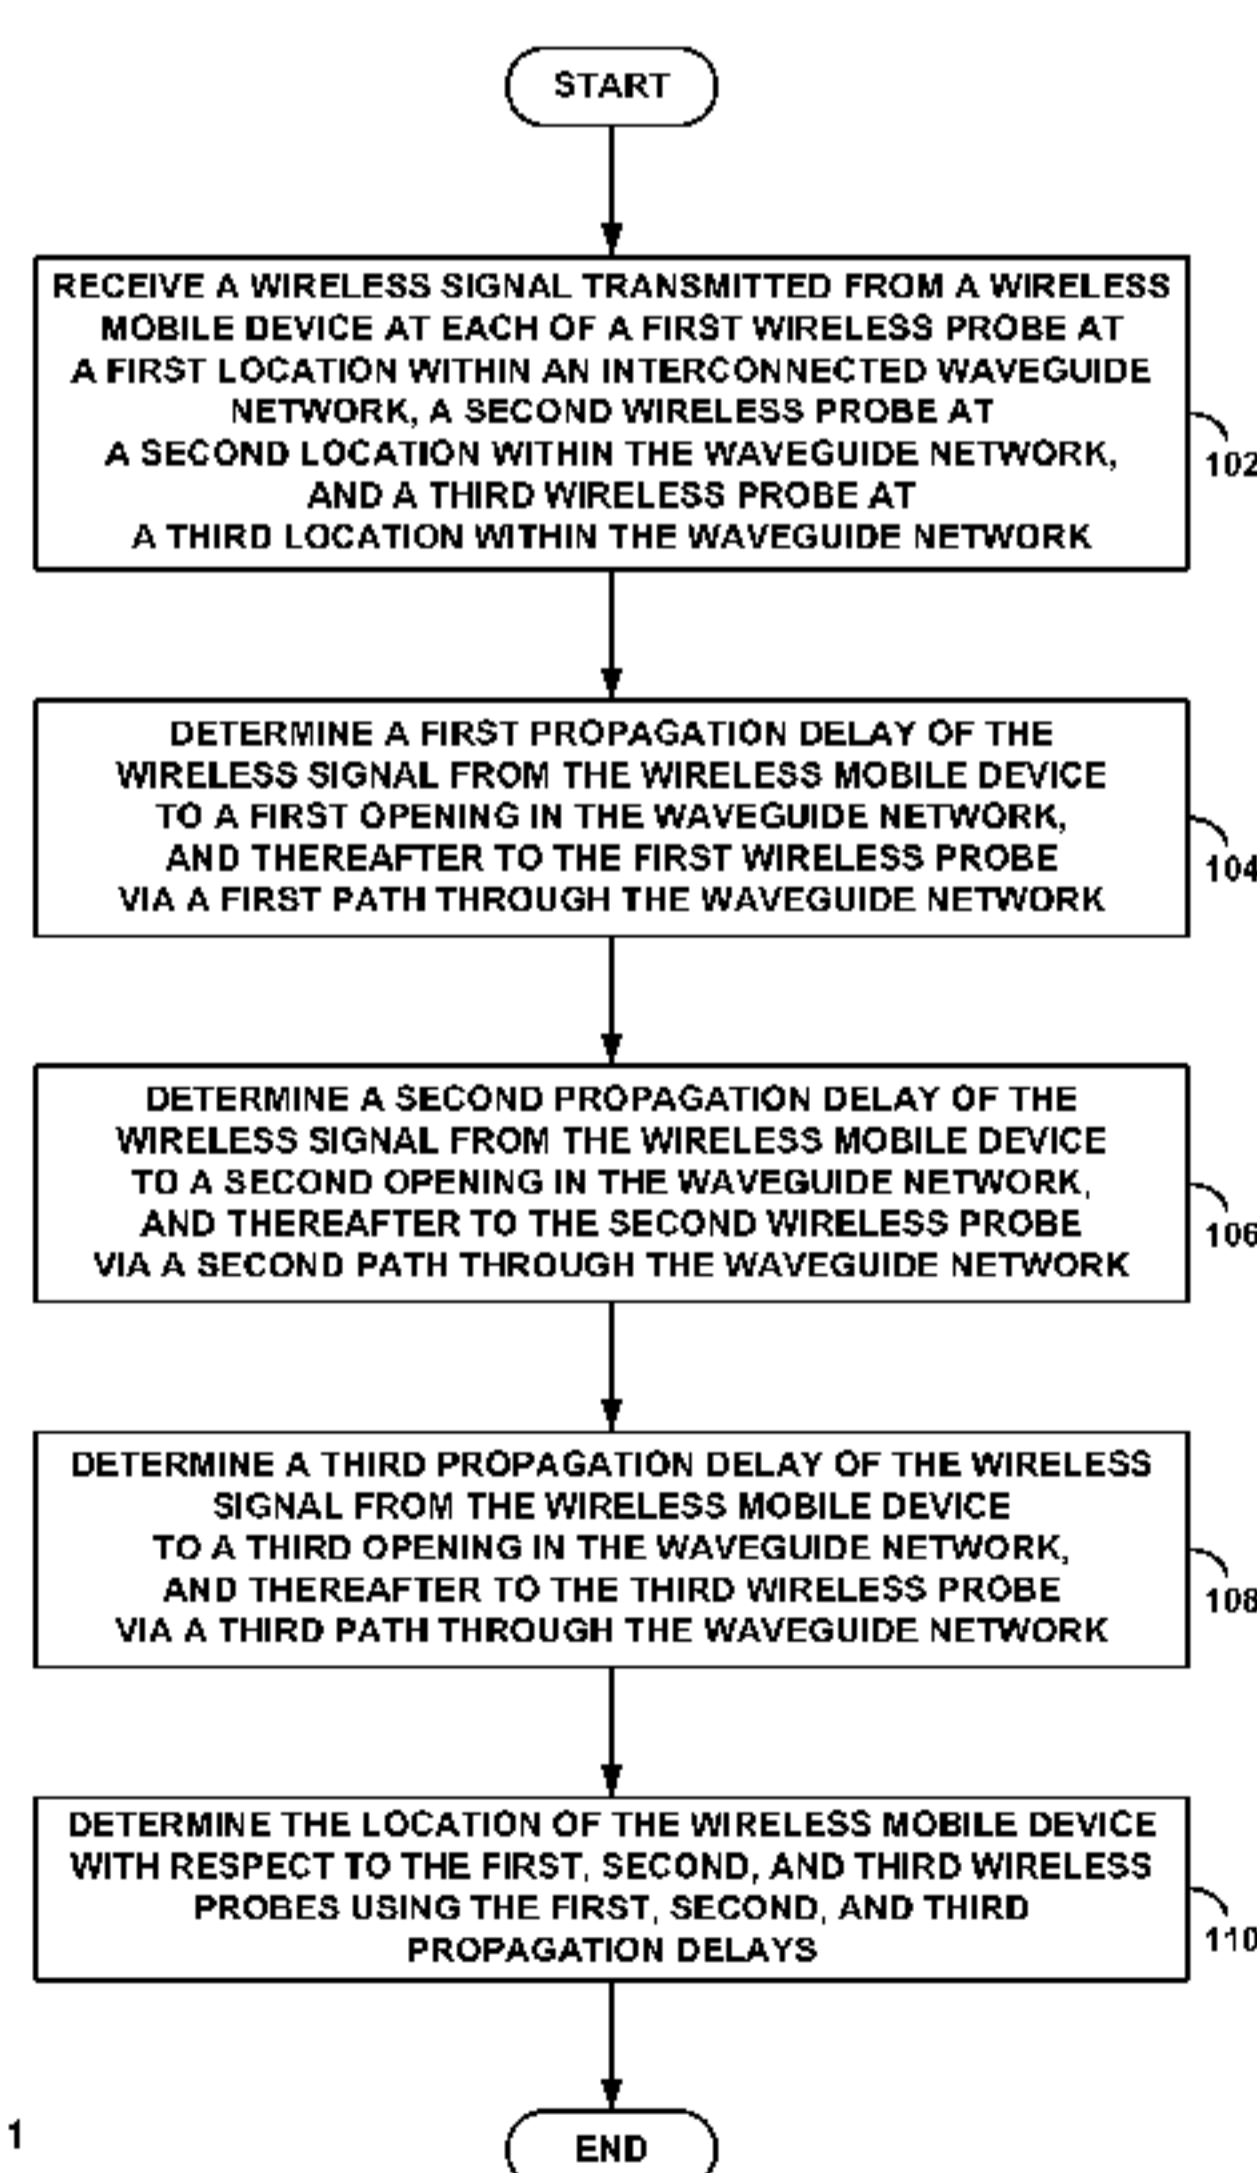 START
RECEIVE A WIRELESS SIGNAL TRANSMITTED FROM A WIRELESS
MOBILE DEVICE AT EACH OF A FIRST WIRELESS PROBE AT
A FIRST LOCATION WITHIN AN INTERCONNECTED WAVEGUIDE
NETWORK, A SECOND WIRELESS PROBE AT
A SECOND LOCATION WITHIN THE WAVEGUIDE NETWORK,
AND A THIRD WIRELESS PROBE AT
A THIRD LOCATION WITHIN THE WAVEGUIDE NETWORK
102
DETERMINE A FIRST PROPAGATION DELAY OF THE
WIRELESS SIGNAL FROM THE WIRELESS MOBILE DEVICE
TO A FIRST OPENING IN THE WAVEGUIDE NETWORK,
AND THEREAFTER TO THE FIRST WIRELESS PROBE
VIA A FIRST PATH THROUGH THE WAVEGUIDE NETWORK
104
DETERMINE A SECOND PROPAGATION DELAY OF THE
WIRELESS SIGNAL FROM THE WIRELESS MOBILE DEVICE
TO A SECOND OPENING IN THE WAVEGUIDE NETWORK,
AND THEREAFTER TO THE SECOND WIRELESS PROBE
VIA A SECOND PATH THROUGH THE WAVEGUIDE NETWORK
106
DETERMINE A THIRD PROPAGATION DELAY OF THE WIRELESS
SIGNAL FROM THE WIRELESS MOBILE DEVICE
TO A THIRD OPENING IN THE WAVEGUIDE NETWORK,
AND THEREAFTER TO THE THIRD WIRELESS PROBE
VIA A THIRD PATH THROUGH THE WAVEGUIDE NETWORK
108
DETERMINE THE LOCATION OF THE WIRELESS MOBILE DEVICE
WITH RESPECT TO THE FIRST, SECOND, AND THIRD WIRELESS
PROBES USING THE FIRST, SECOND, AND THIRD
PROPAGATION DELAYS
110
1
END